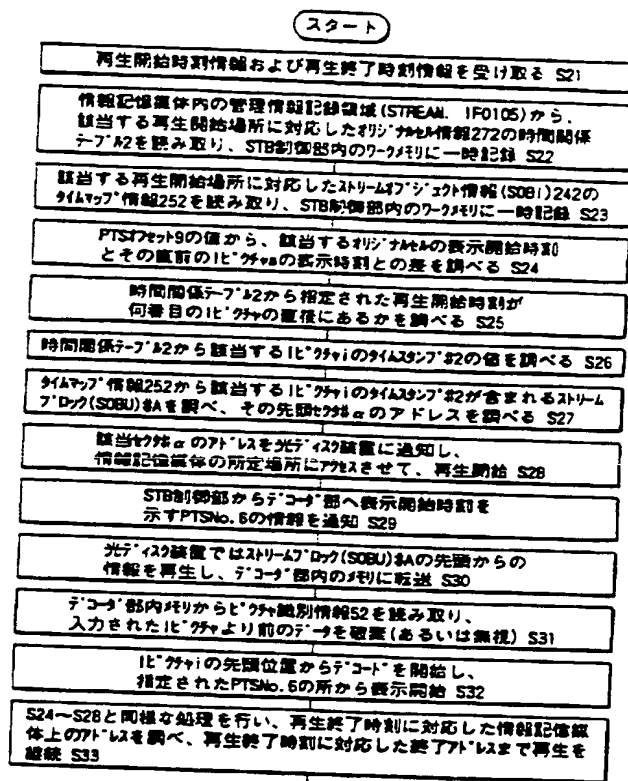 スタート
再生開始時刻情報および再生終了時刻情報を受け取る S21
情報記憶媒体内の管理情報記録領域(STREAM. IFO105)から、
該当する再生開始場所に対応したオリジナルセル情報272の時間関係
テーブル2を読み取り、STB制御部内のワークメモリに一時記録 S22
該当する再生開始場所に対応したストリームオブジェクト情報(SOBI)242の
タイムマップ情報252を読み取り、STB制御部内のワークメモリに一時記録 S23
PTSオフセット9の値から、該当するオリジナルセルの表示開始時刻
とその直前のIピクチャaの表示時刻との差を調べる S24
時間関係テーブル2から指定された再生開始時刻が
何番目のIピクチャの直後にあるかを調べる S25
時間関係テーブル2から該当するIピクチャiのタイムスタンプ#2の値を調べる S26
タイムマップ情報252から該当するIピクチャiのタイムスタンプ#2が含まれるストリーム
ブロック(SOBU)#Aを調べ、その先頭セクタ#αのアドレスを調べる S27
該当セクタ#αのアドレスを光ディスク装置に通知し、
情報記憶媒体の所定場所にアクセスさせて、再生開始 S28
STB制御部からデコーダ部へ表示開始時刻を
示すPTSNo.6の情報を通知 S29
光ディスク装置ではストリームブロック(SOBU)#Aの先頭からの
情報を再生し、デコーダ部内のメモリに転送 S30
デコーダ部内メモリからピクチャ識別情報52を読み取り、
入力されたIピクチャより前のデータを破棄(あるいは無視) S31
Iピクチャiの先頭位置からデコードを開始し、
指定されたPTSNo.6の所から表示開始 S32
S24〜S28と同様な処理を行い、再生終了時刻に対応した情報記憶媒
体上のアドレスを調べ、再生終了時刻に対応した終了アドレスまで再生を
継続 S33